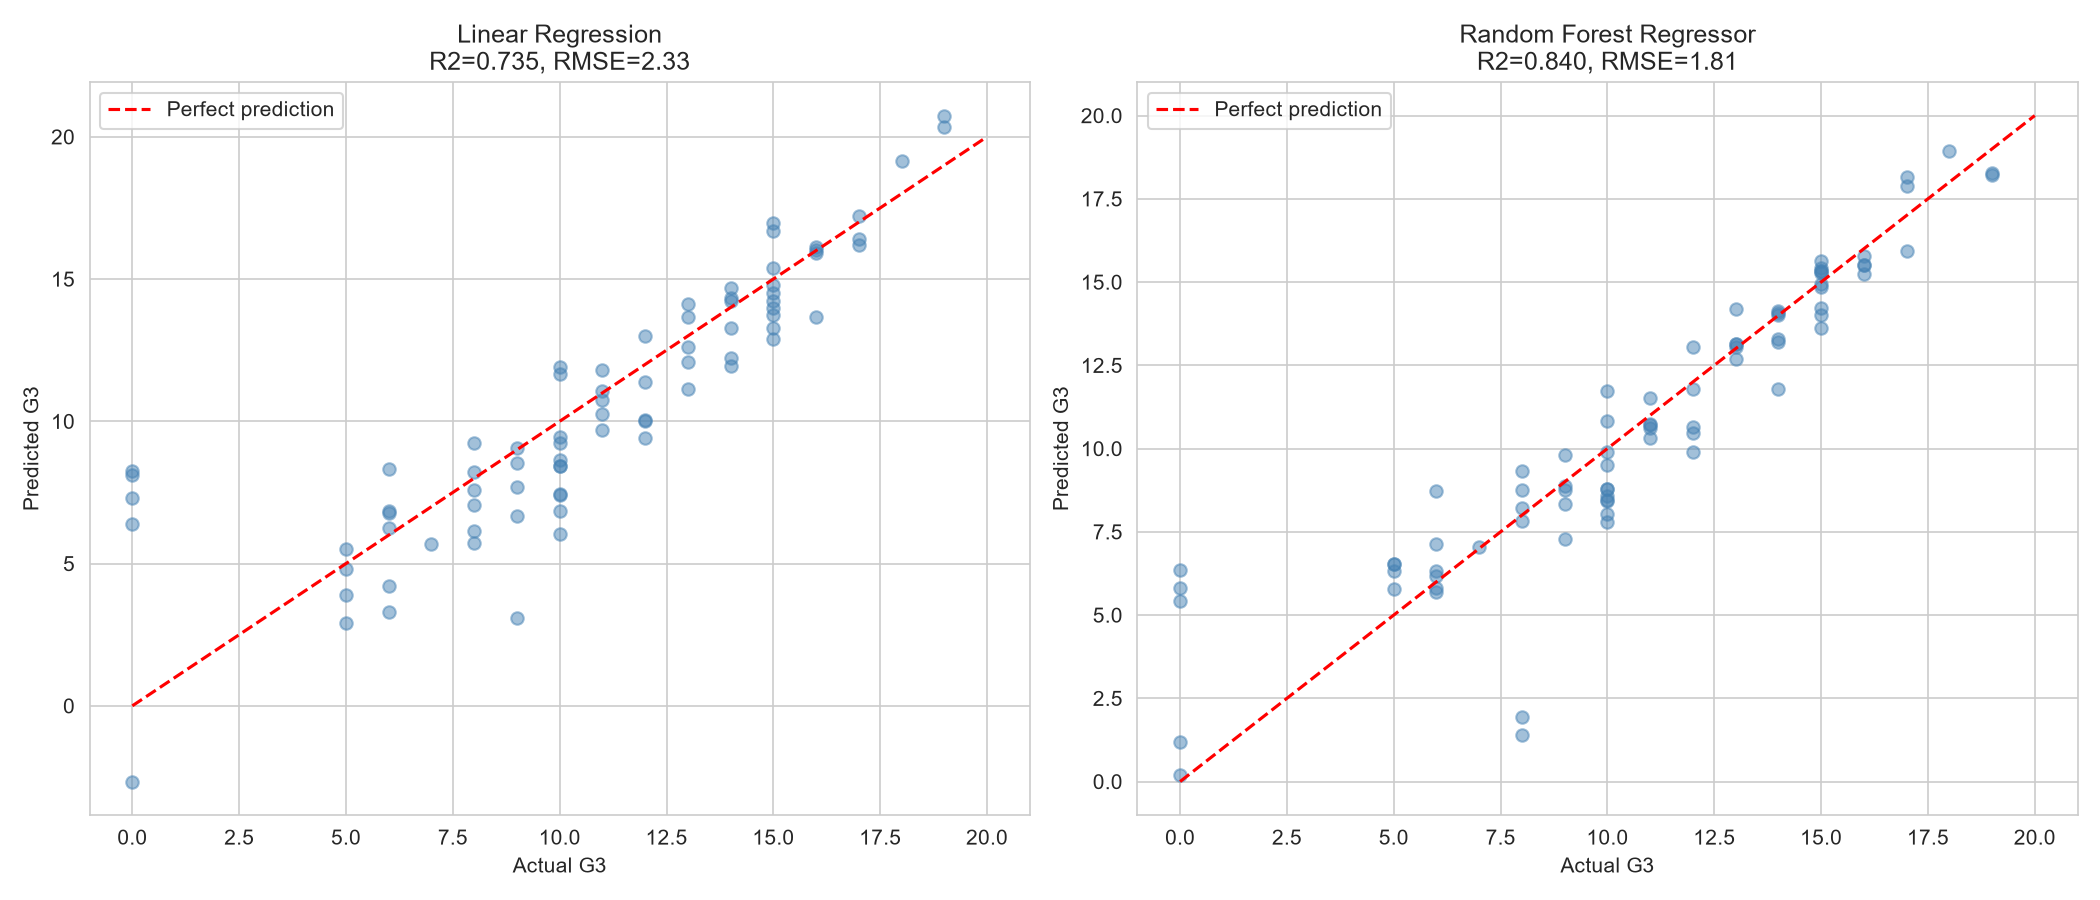 Linear Regression
R2=0.735, RMSE=2.33
Perfect prediction
20
15
10
5
0
Predicted G3
0.0 2.5 5.0 7.5 10.0 12.5 15.0 17.5 20.0
Actual G3
Random Forest Regressor
R2=0.840, RMSE=1.81
Perfect prediction
20.0
17.5
15.0
12.5
10.0
7.5
5.0
2.5
0.0
Predicted G3
0.0 2.5 5.0 7.5 10.0 12.5 15.0 17.5 20.0
Actual G3